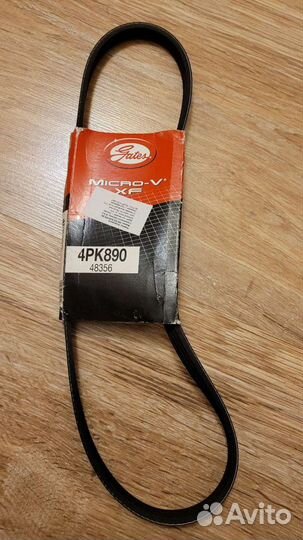 Gates
MICRO-V®
XF
4PK890
48356
Avito